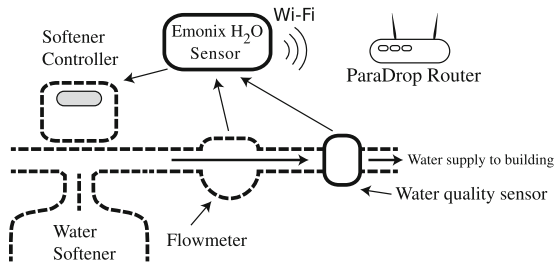 Wi-Fi
Softener
Controller
Emonix H₂O
Sensor
ParaDrop Router
Water supply to building
Water quality sensor
Water
Softener
Flowmeter